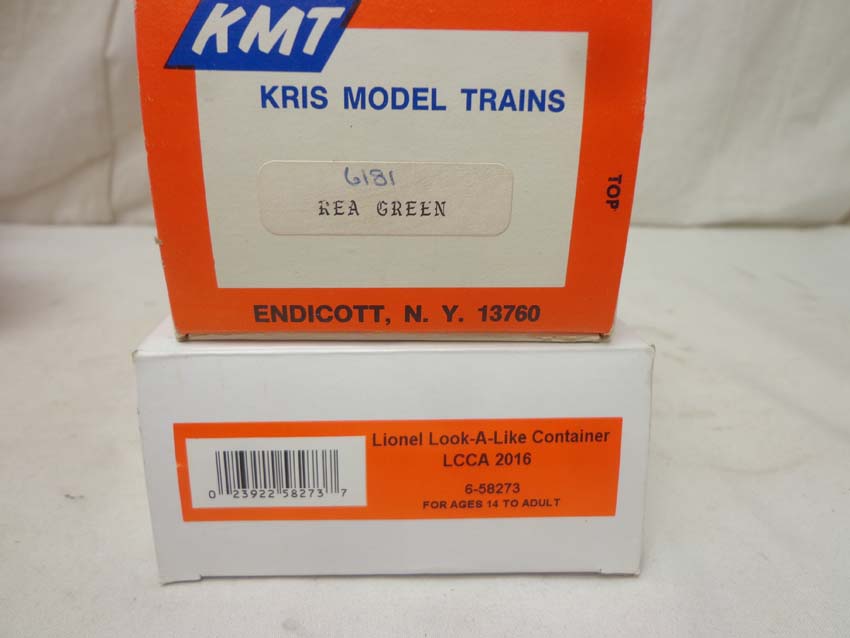 KMT
KRIS MODEL TRAINS
6181
REA GREEN
TOP
ENDICOTT, N. Y. 13760
Lionel Look-A-Like Container
LCCA 2016
6-58273
FOR AGES 14 TO ADULT
0 23922 58273 7